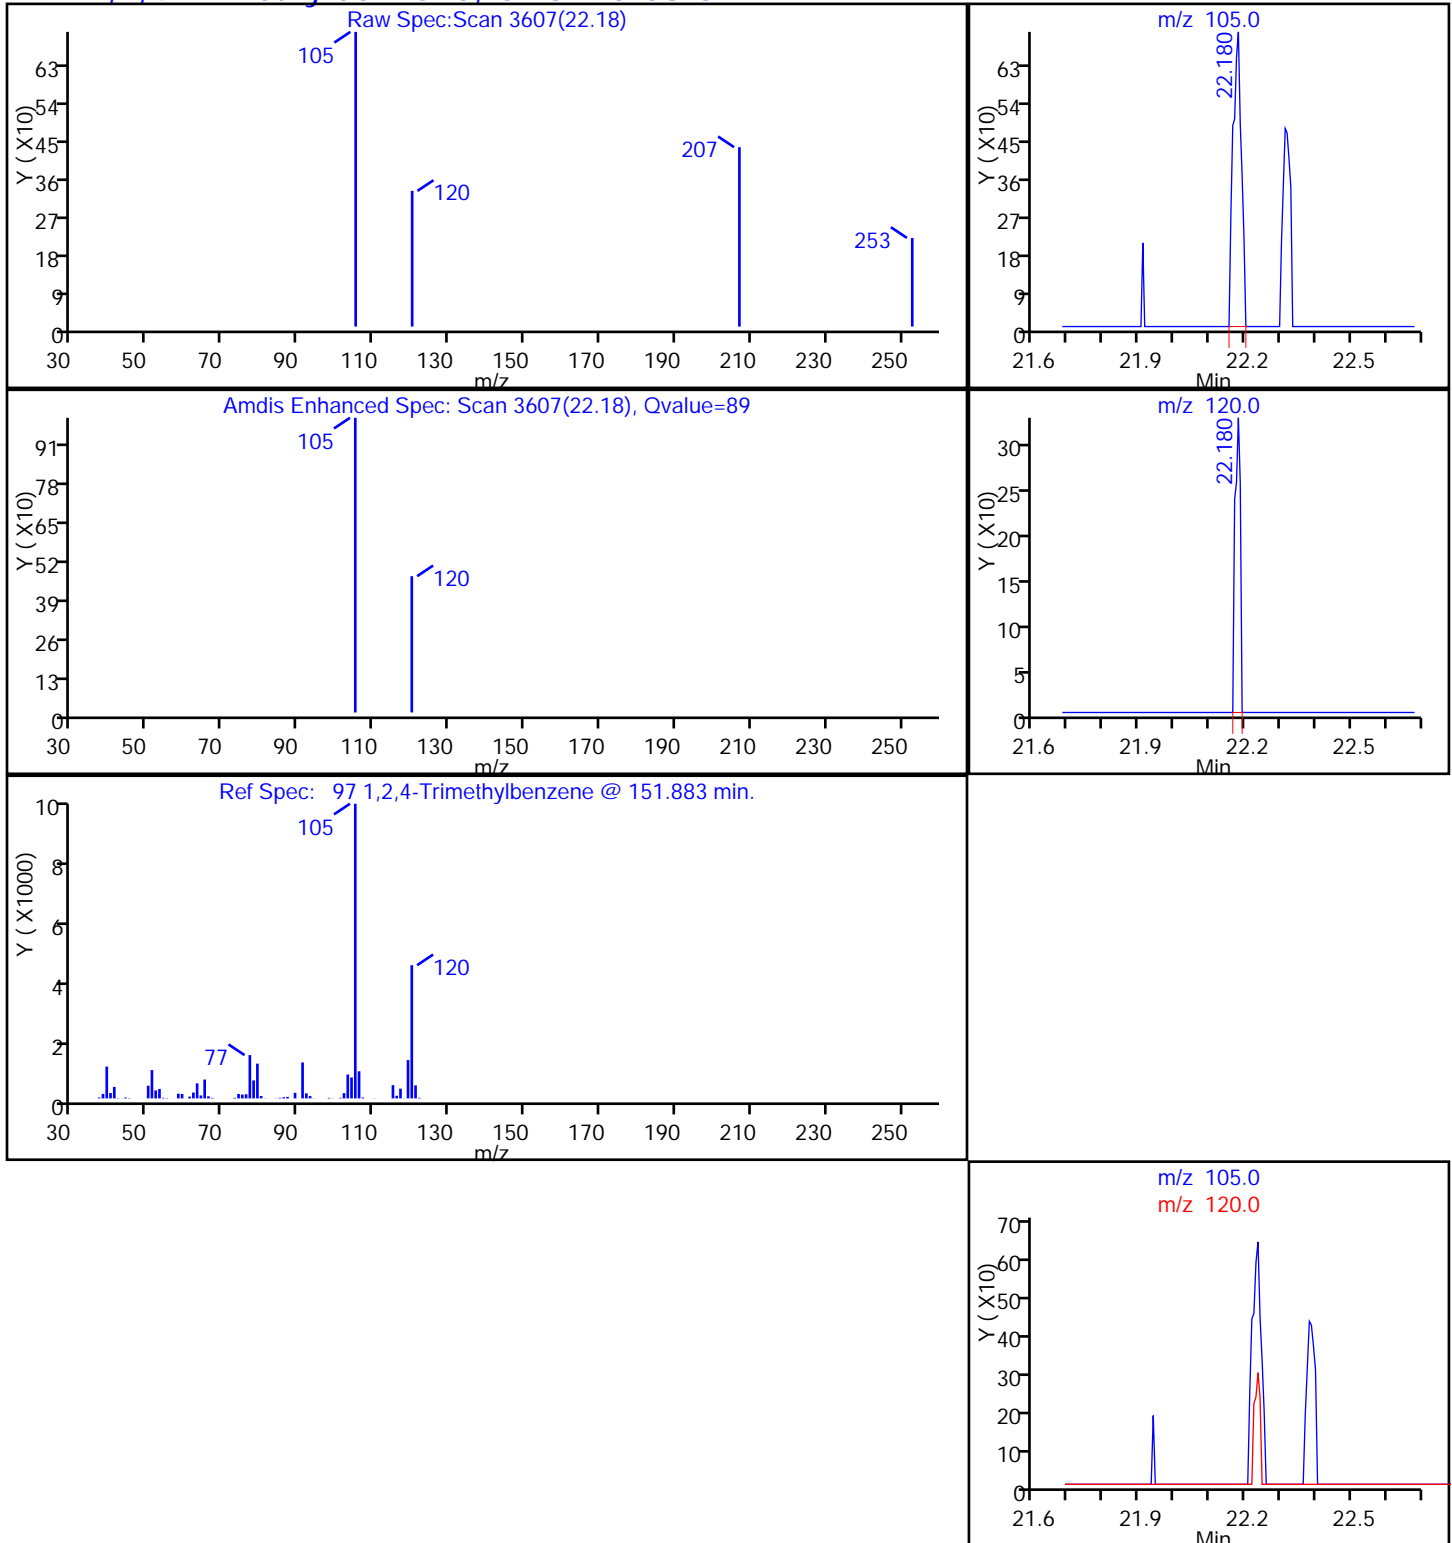 Raw Spec:Scan 3607(22.18)
105
120
207
253
Y ( X10)
63
54
45
36
27
18
9
0
30 50 70 90 110 130 150 170 190 210 230 250
m/z
m/z 105.0
22.180
Y ( X10)
63
54
45
36
27
18
9
0
21.6 21.9 22.2 22.5
Min
Amdis Enhanced Spec: Scan 3607(22.18), Qvalue=89
105
120
Y ( X10)
91
78
65
52
39
26
13
0
30 50 70 90 110 130 150 170 190 210 230 250
m/z
m/z 120.0
22.180
Y ( X10)
30
25
20
15
10
5
0
21.6 21.9 22.2 22.5
Min
Ref Spec: 97 1,2,4-Trimethylbenzene @ 151.883 min.
105
120
77
Y ( X1000)
10
8
6
4
2
0
30 50 70 90 110 130 150 170 190 210 230 250
m/z
m/z 105.0
m/z 120.0
Y ( X10)
70
60
50
40
30
20
10
0
21.6 21.9 22.2 22.5
Min